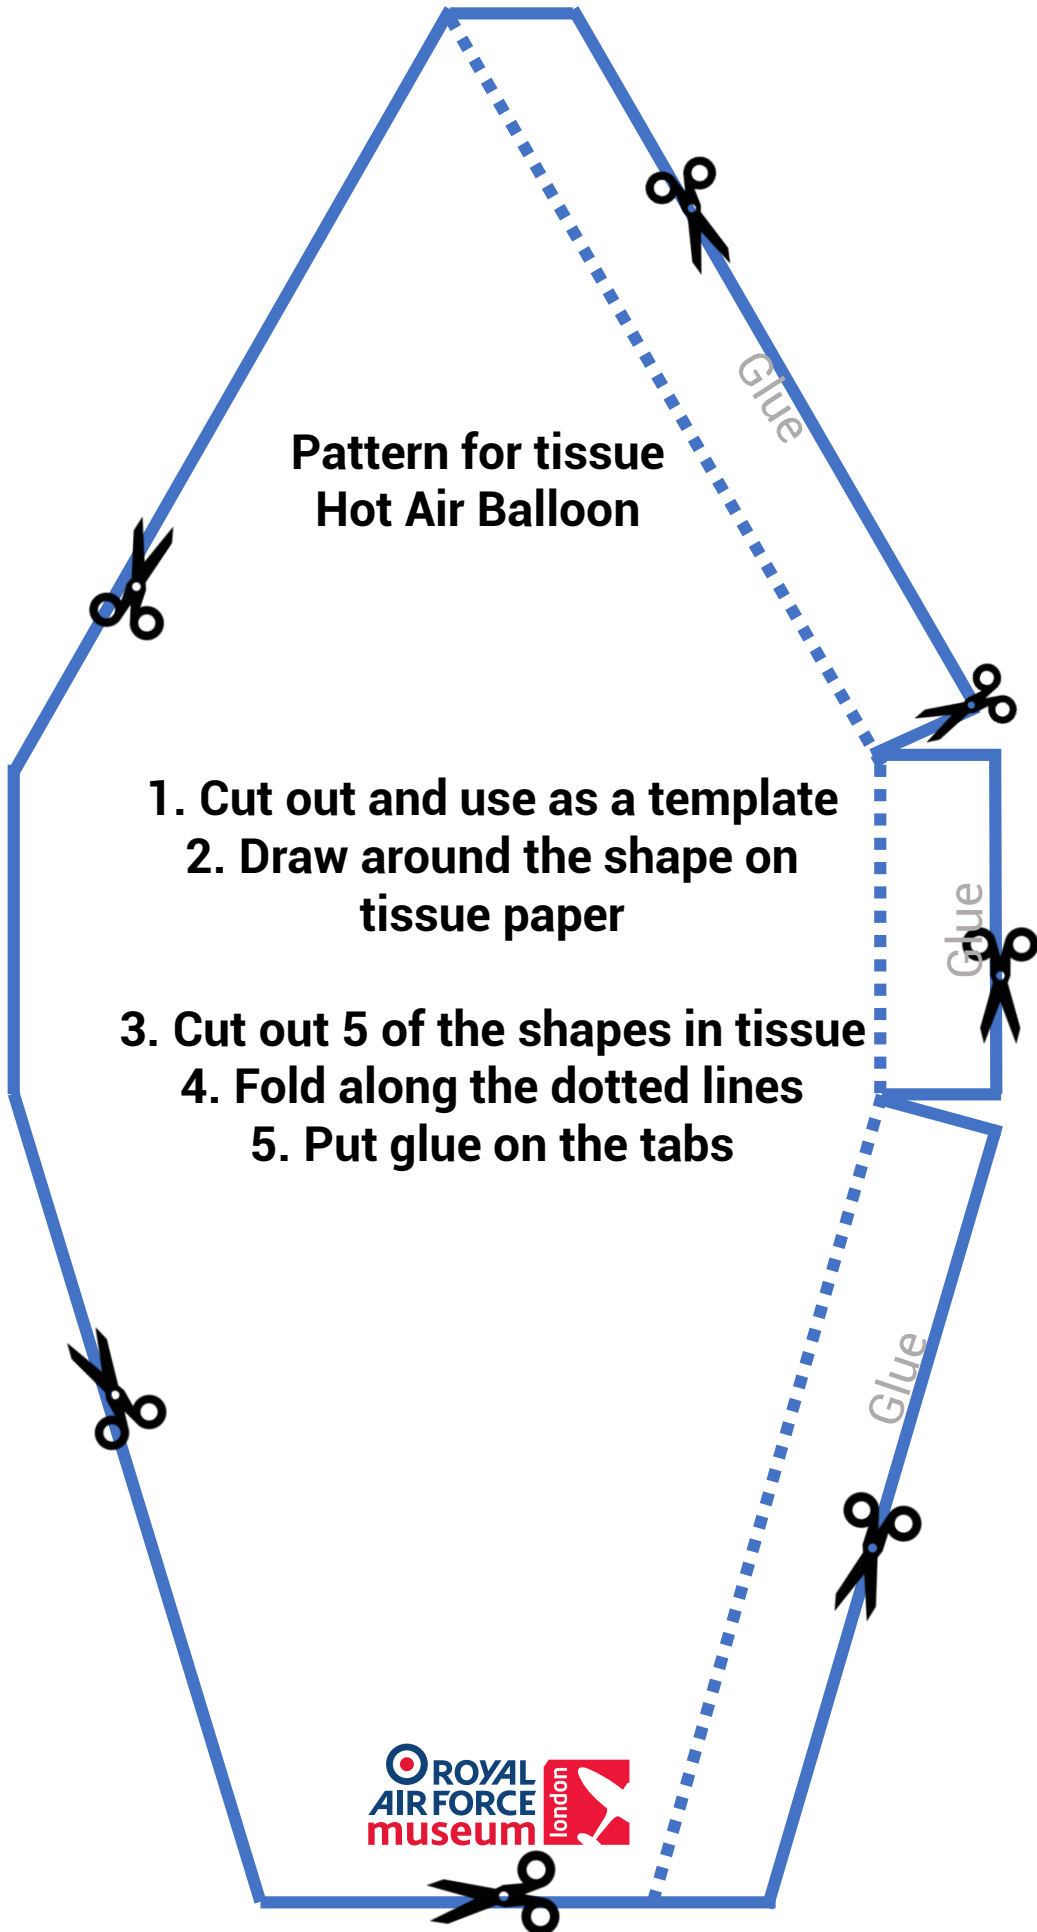 Glue
Pattern for tissue
Hot Air Balloon
1. Cut out and use as a template
2. Draw around the shape on
tissue paper
Glue
3. Cut out 5 of the shapes in tissue
4. Fold along the dotted lines
5. Put glue on the tabs
Glue
ROYAL
AIR FORCE
museum
london